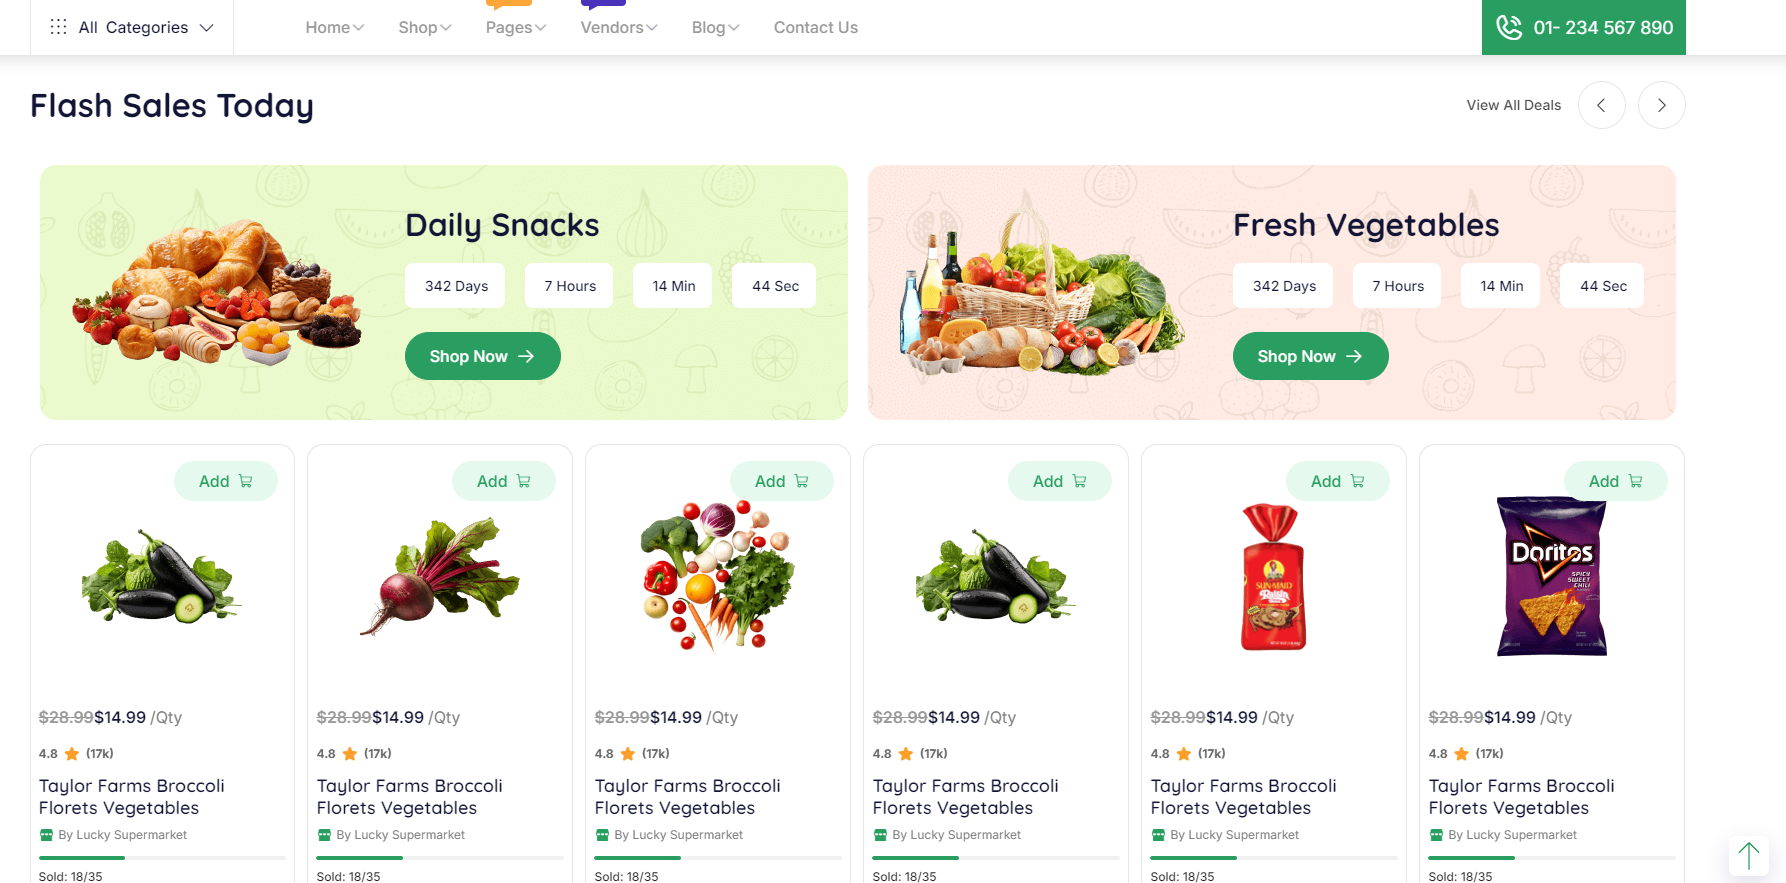 All Categories
Home
Shop
Pages
Vendors
Blog
Contact Us
01- 234 567 890
Flash Sales Today
View All Deals
Daily Snacks
342 Days
7 Hours
14 Min
44 Sec
Shop Now
Fresh Vegetables
342 Days
7 Hours
14 Min
44 Sec
Shop Now
Add
$28.99$14.99 /Qty
4.8 (17k)
Taylor Farms Broccoli
Florets Vegetables
By Lucky Supermarket
Sold: 18/35
Add
$28.99$14.99 /Qty
4.8 (17k)
Taylor Farms Broccoli
Florets Vegetables
By Lucky Supermarket
Sold: 18/35
Add
$28.99$14.99 /Qty
4.8 (17k)
Taylor Farms Broccoli
Florets Vegetables
By Lucky Supermarket
Sold: 18/35
Add
$28.99$14.99 /Qty
4.8 (17k)
Taylor Farms Broccoli
Florets Vegetables
By Lucky Supermarket
Sold: 18/35
Add
SUN-MAID
Raisin
$28.99$14.99 /Qty
4.8 (17k)
Taylor Farms Broccoli
Florets Vegetables
By Lucky Supermarket
Sold: 18/35
Add
Doritos
SPICY
SWEET
CHILI
$28.99$14.99 /Qty
4.8 (17k)
Taylor Farms Broccoli
Florets Vegetables
By Lucky Supermarket
Sold: 18/35